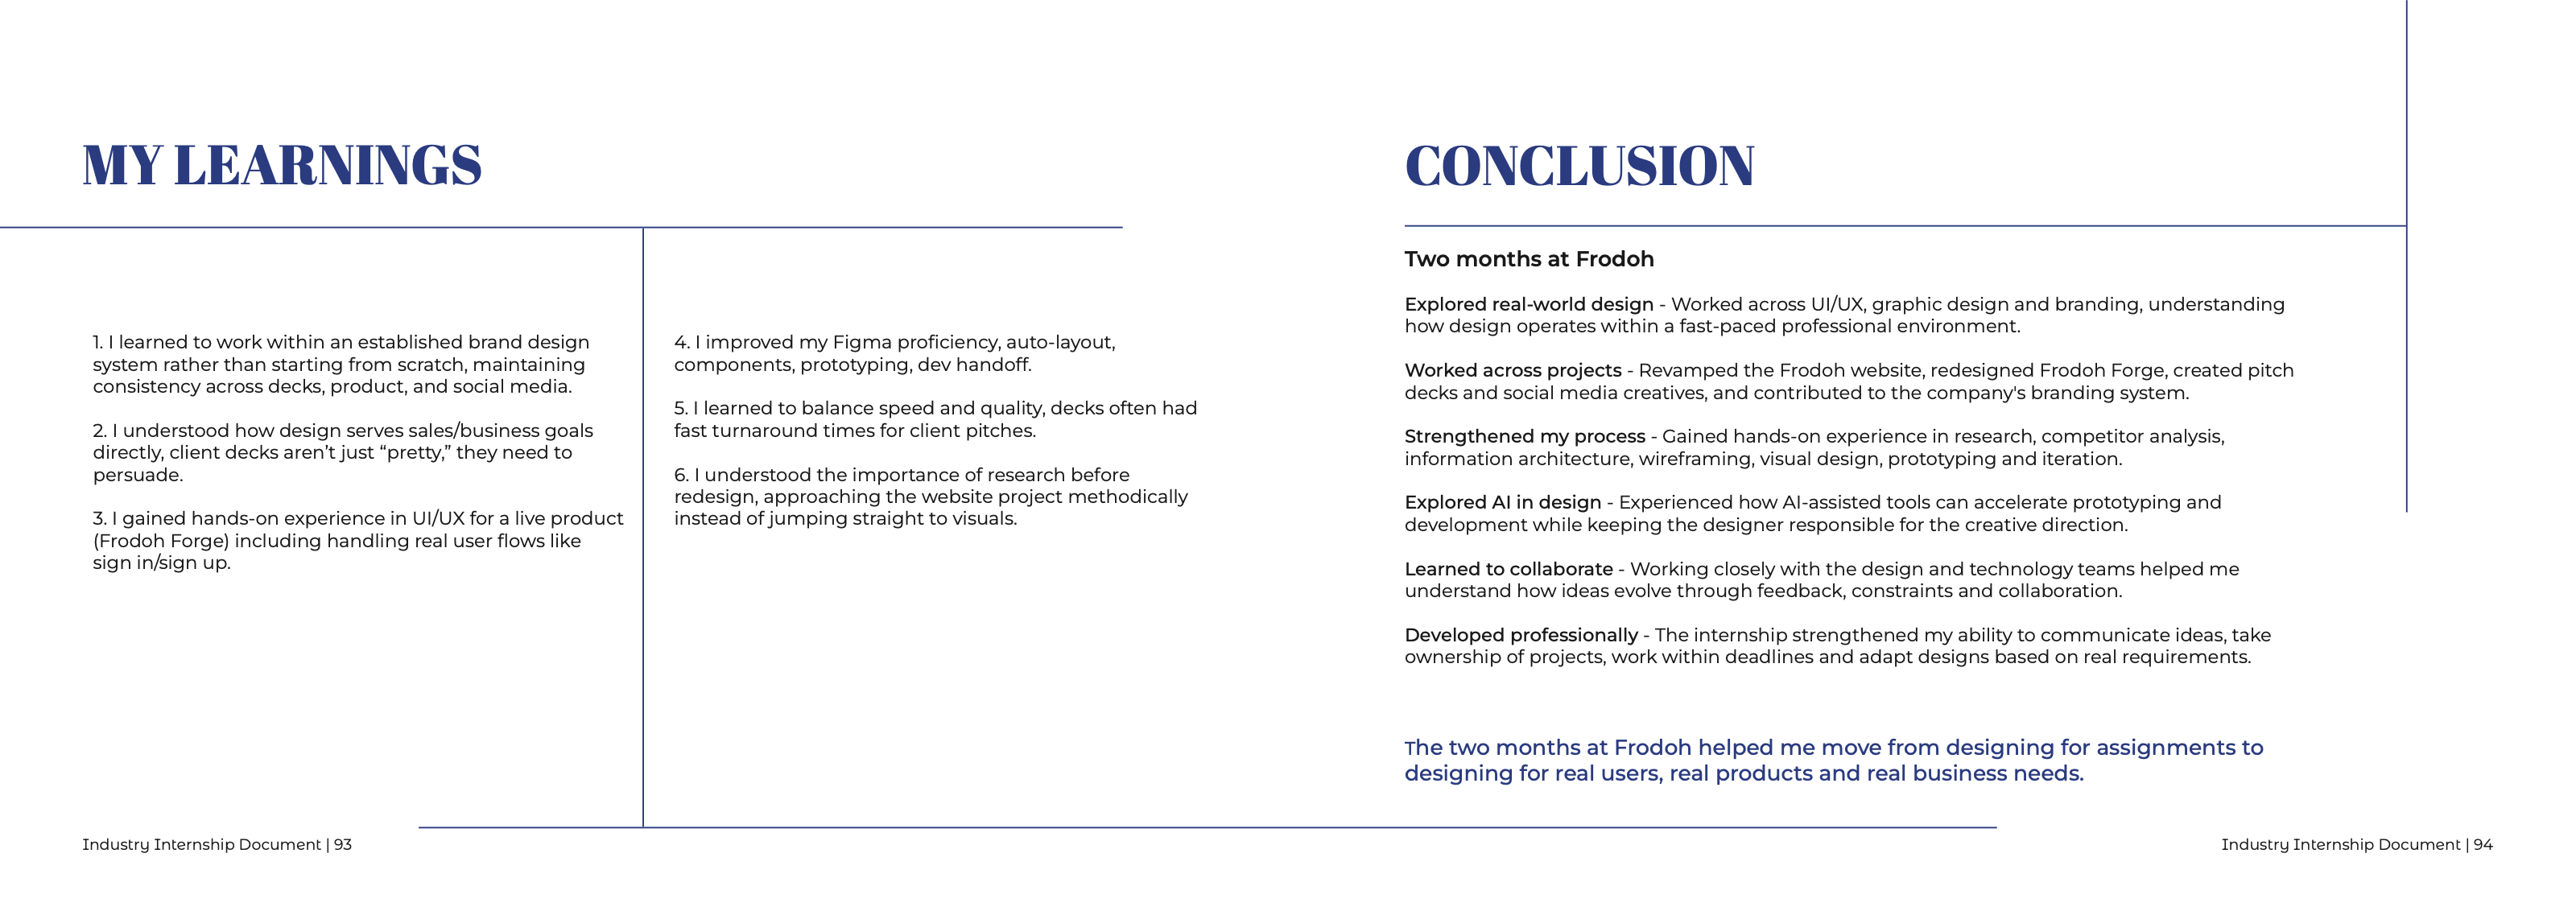 MY LEARNINGS
1. I learned to work within an established brand design
system rather than starting from scratch, maintaining
consistency across decks, product, and social media.
2. I understood how design serves sales/business goals
directly, client decks aren’t just “pretty,” they need to
persuade.
3. I gained hands-on experience in UI/UX for a live product
(Frodoh Forge) including handling real user flows like
sign in/sign up.
4. I improved my Figma proficiency, auto-layout,
components, prototyping, dev handoff.
5. I learned to balance speed and quality, decks often had
fast turnaround times for client pitches.
6. I understood the importance of research before
redesign, approaching the website project methodically
instead of jumping straight to visuals.
Industry Internship Document | 93
CONCLUSION
Two months at Frodoh
Explored real-world design - Worked across UI/UX, graphic design and branding, understanding
how design operates within a fast-paced professional environment.
Worked across projects - Revamped the Frodoh website, redesigned Frodoh Forge, created pitch
decks and social media creatives, and contributed to the company's branding system.
Strengthened my process - Gained hands-on experience in research, competitor analysis,
information architecture, wireframing, visual design, prototyping and iteration.
Explored AI in design - Experienced how AI-assisted tools can accelerate prototyping and
development while keeping the designer responsible for the creative direction.
Learned to collaborate - Working closely with the design and technology teams helped me
understand how ideas evolve through feedback, constraints and collaboration.
Developed professionally - The internship strengthened my ability to communicate ideas, take
ownership of projects, work within deadlines and adapt designs based on real requirements.
The two months at Frodoh helped me move from designing for assignments to
designing for real users, real products and real business needs.
Industry Internship Document | 94